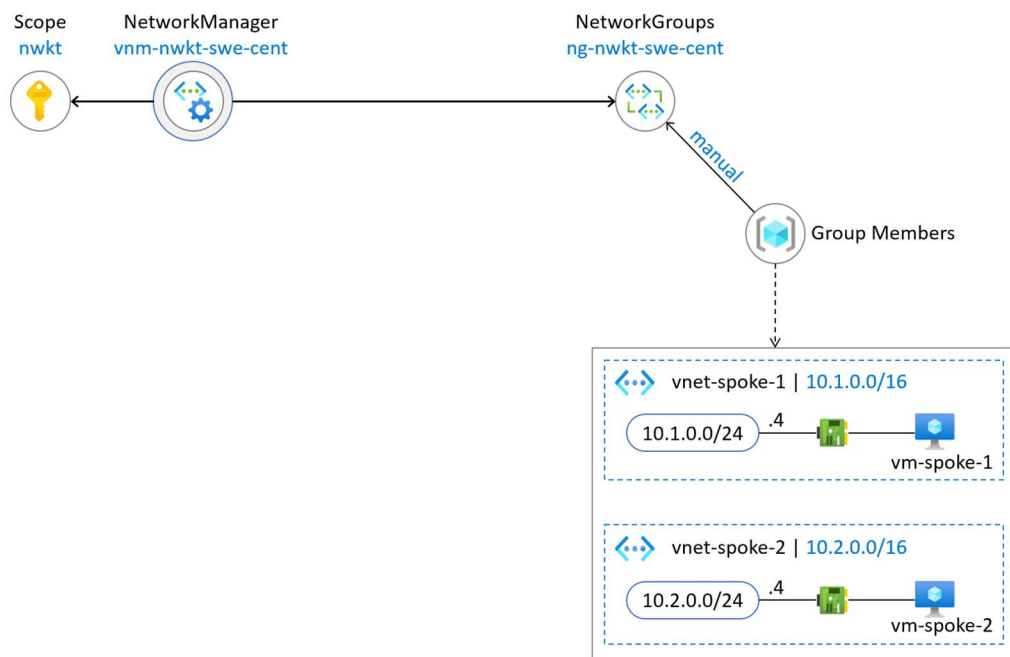 Scope
nwkt
NetworkManager
vnm-nwkt-swe-cent
NetworkGroups
ng-nwkt-swe-cent
manual
Group Members
vnet-spoke-1 | 10.1.0.0/16
10.1.0.0/24
.4
vm-spoke-1
vnet-spoke-2 | 10.2.0.0/16
10.2.0.0/24
.4
vm-spoke-2